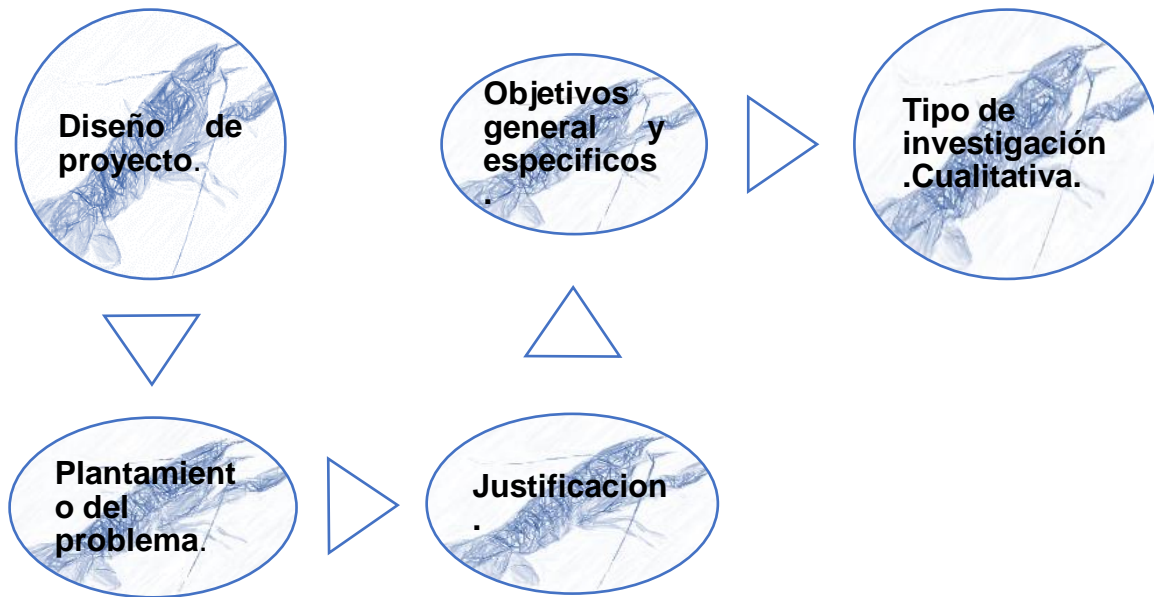 Diseño de
proyecto.
Plantamient
o del
problema.
Justificacion
.
Objetivos
general y
especificos
.
Tipo de
investigación
.Cualitativa.